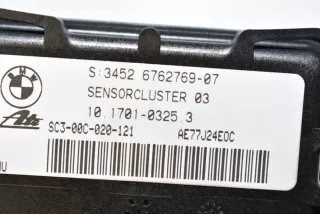 BMW
S:3452 6762769-07
SENSORCLUSTER 03
10.1701-0325.3
Ate
SC3-00C-020-121 AE77J24E0C